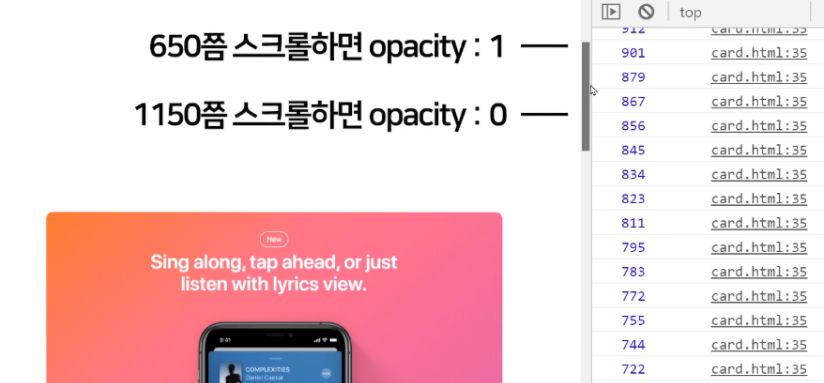 650쯤 스크롤하면 opacity : 1
1150쯤 스크롤하면 opacity : 0
New
Sing along, tap ahead, or just
listen with lyrics view.
9:41
COMPLEXITIES
Daniel Caesar
top
912 card.html:35
901 card.html:35
879 card.html:35
867 card.html:35
856 card.html:35
845 card.html:35
834 card.html:35
823 card.html:35
811 card.html:35
795 card.html:35
783 card.html:35
772 card.html:35
755 card.html:35
744 card.html:35
722 card.html:35